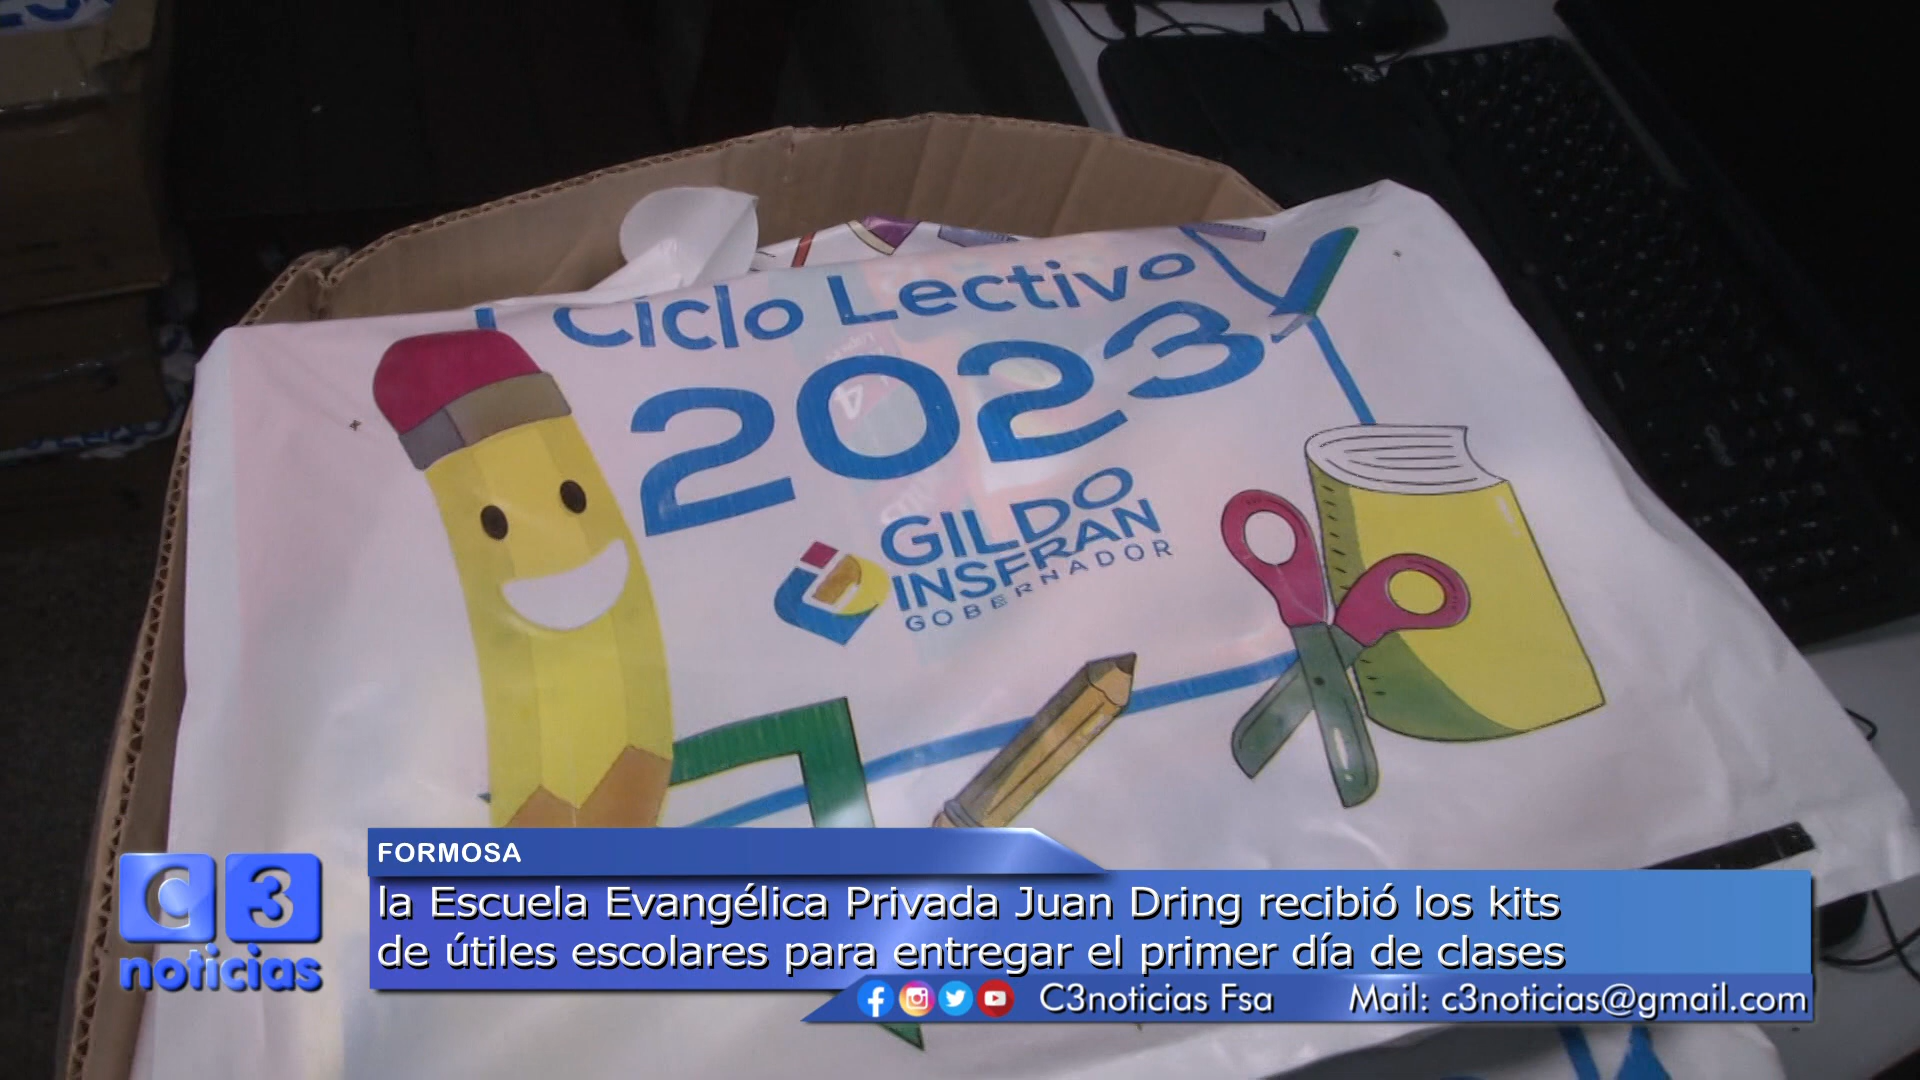 Ciclo Lectivo
2023
GILDO
INSFRAN
GOBERNADOR
FORMOSA
la Escuela Evangélica Privada Juan Dring recibió los kits
de útiles escolares para entregar el primer día de clases
C3
noticias
C3noticias Fsa Mail: c3noticias@gmail.com